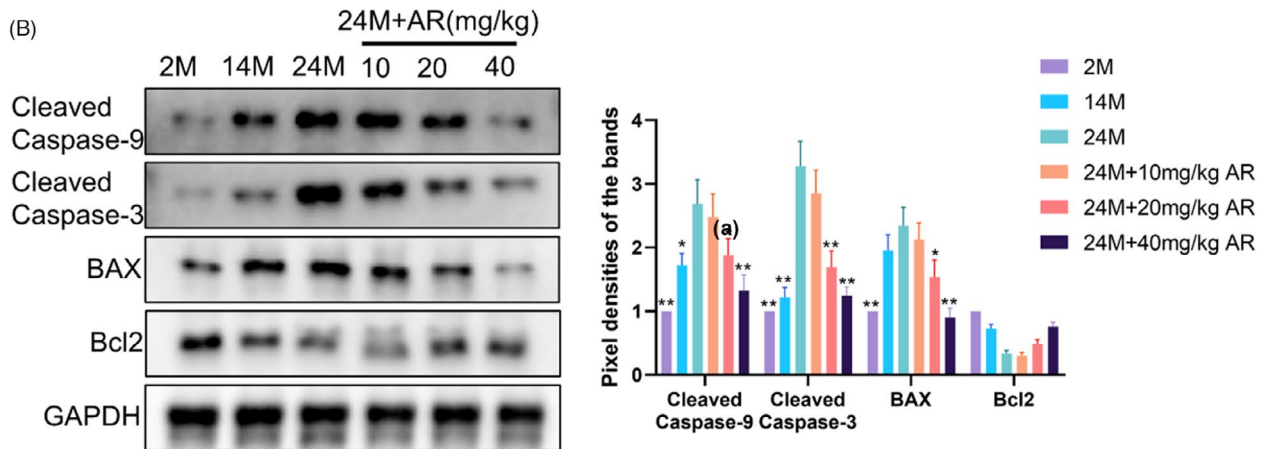 (B)
24M+AR(mg/kg)
2M 14M 24M 10 20 40
Cleaved
Caspase-9
Cleaved
Caspase-3
BAX
Bcl2
GAPDH
Pixel densities of the bands
4
3
2
1
0
** * (a) **
** ** ** **
** * **
Cleaved
Caspase-9
Cleaved
Caspase-3
BAX
Bcl2
2M
14M
24M
24M+10mg/kg AR
24M+20mg/kg AR
24M+40mg/kg AR